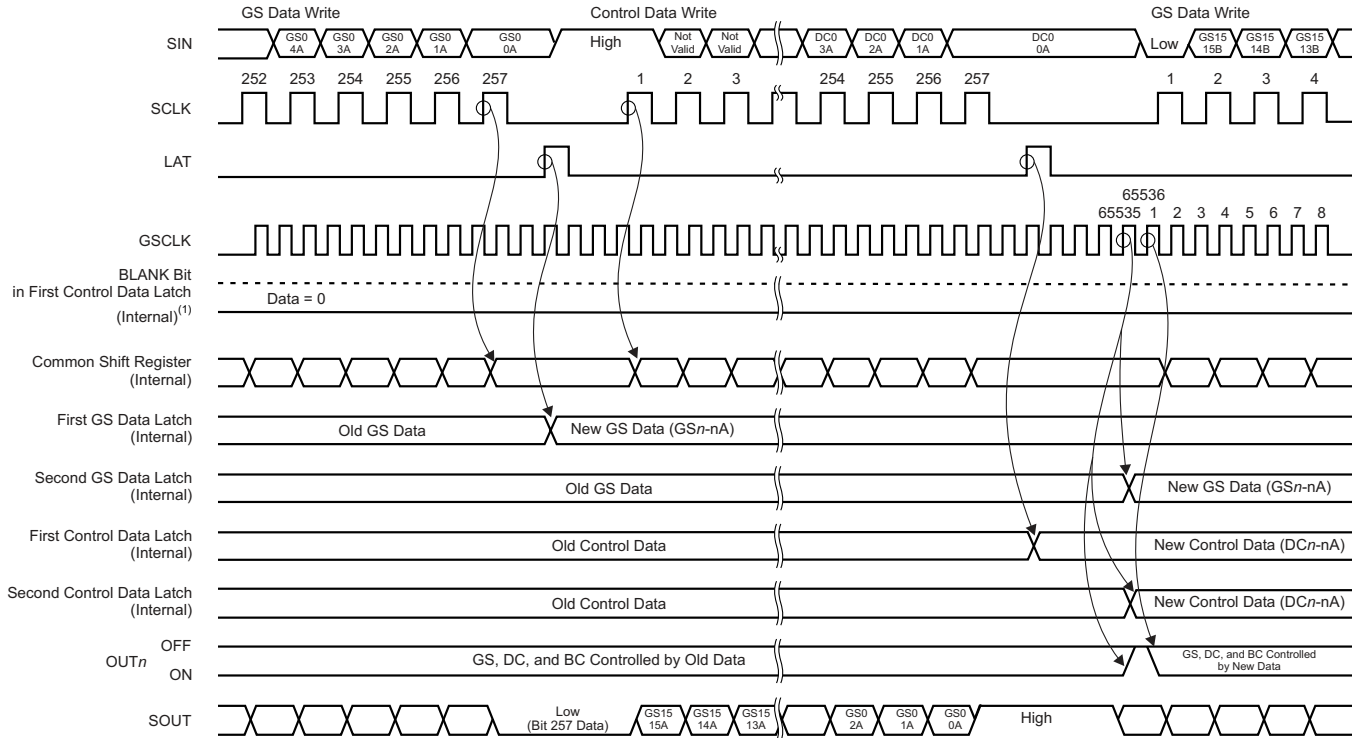 GS Data Write
Control Data Write
GS Data Write
SIN
GS0 4A
GS0 3A
GS0 2A
GS0 1A
GS0 0A
High
Not Valid
Not Valid
DC0 3A
DC0 2A
DC0 1A
DC0 0A
Low
GS15 15B
GS15 14B
GS15 13B
252 253 254 255 256 257 1 2 3 254 255 256 257 1 2 3 4
SCLK
LAT
65536
65535 1 2 3 4 5 6 7 8
GSCLK
BLANK Bit
in First Control Data Latch
(Internal)(1)
Data = 0
Common Shift Register
(Internal)
First GS Data Latch
(Internal)
Old GS Data
New GS Data (GSn-nA)
Second GS Data Latch
(Internal)
Old GS Data
New GS Data (GSn-nA)
First Control Data Latch
(Internal)
Old Control Data
New Control Data (DCn-nA)
Second Control Data Latch
(Internal)
Old Control Data
New Control Data (DCn-nA)
OFF
OUTn
ON
GS, DC, and BC Controlled by Old Data
GS, DC, and BC Controlled
by New Data
SOUT
Low
(Bit 257 Data)
GS15 15A
GS15 14A
GS15 13A
GS0 2A
GS0 1A
GS0 0A
High